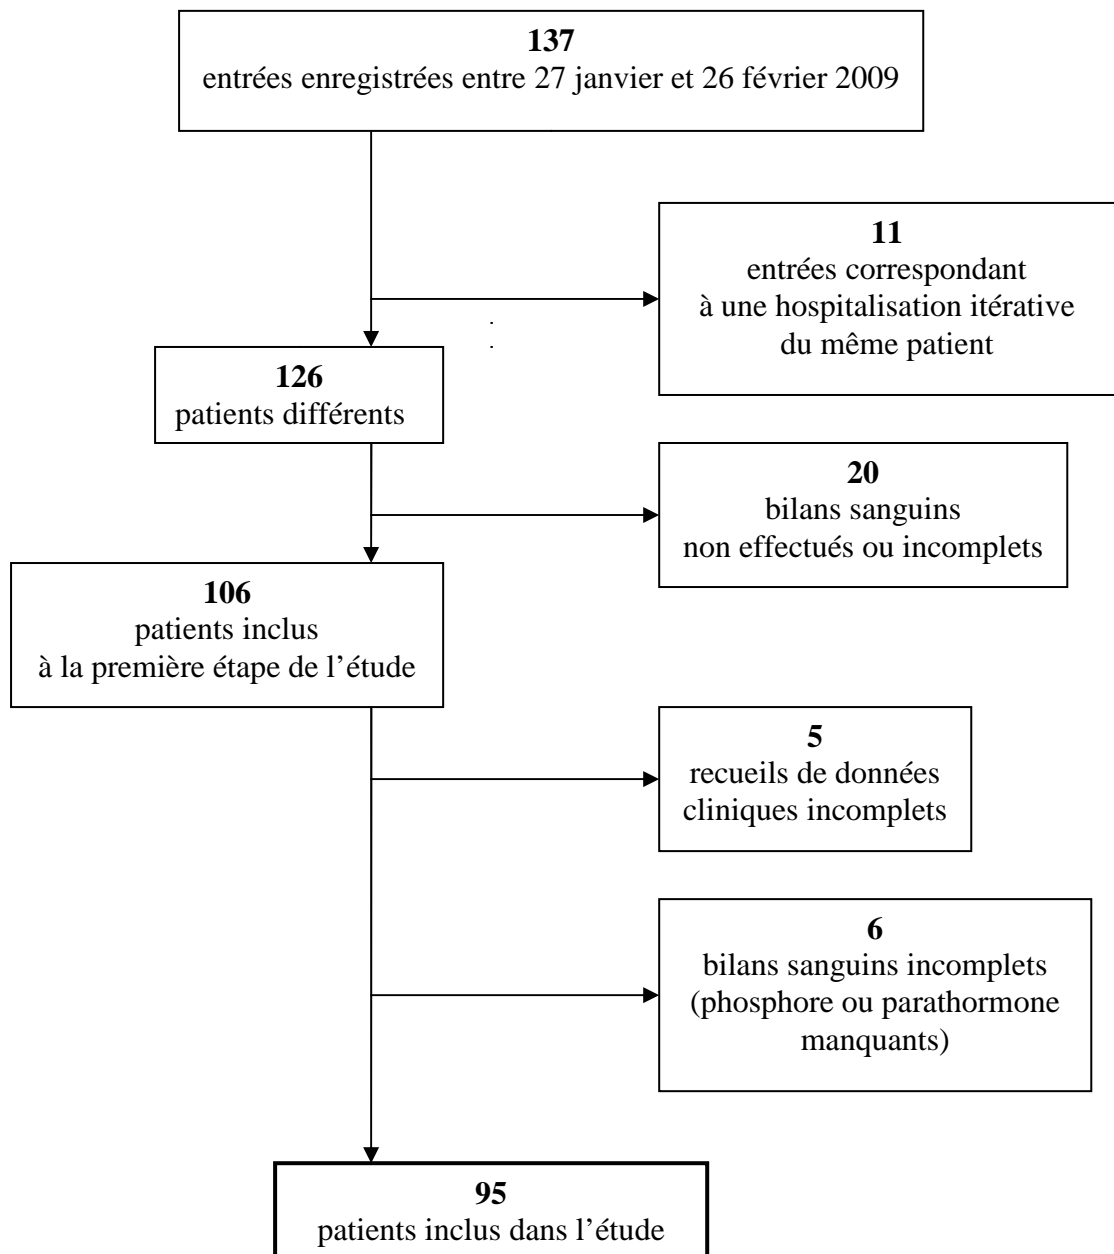 137
entrées enregistrées entre 27 janvier et 26 février 2009
11
entrées correspondant
à une hospitalisation itérative
du même patient
126
patients différents
20
bilans sanguins
non effectués ou incomplets
106
patients inclus
à la première étape de l’étude
5
recueils de données
cliniques incomplets
6
bilans sanguins incomplets
(phosphore ou parathormone
manquants)
95
patients inclus dans l’étude